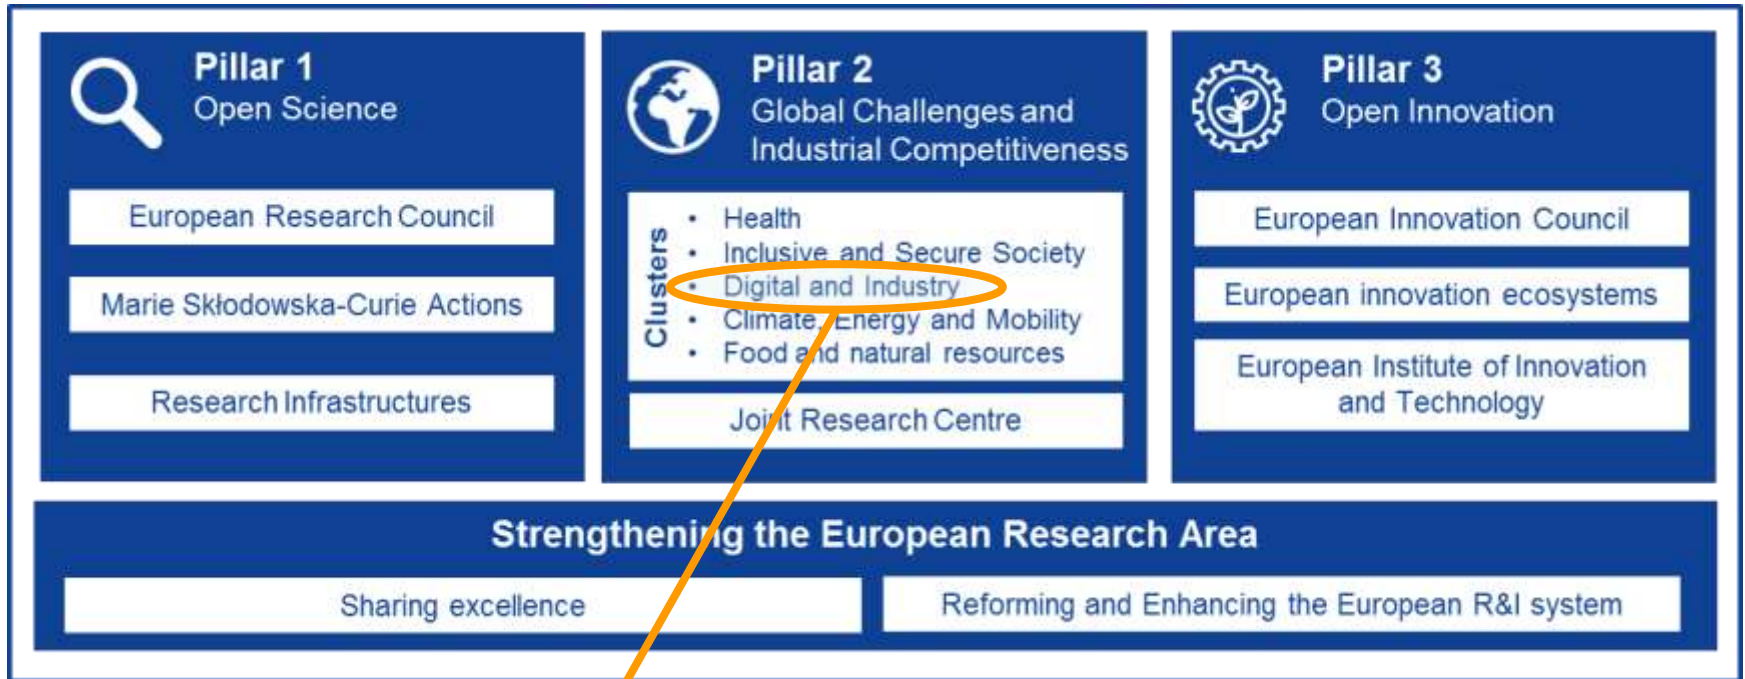 Pillar 1
Open Science
European Research Council
Marie Skłodowska-Curie Actions
Research Infrastructures
Pillar 2
Global Challenges and
Industrial Competitiveness
Clusters
• Health
• Inclusive and Secure Society
• Digital and Industry
• Climate, Energy and Mobility
• Food and natural resources
Joint Research Centre
Pillar 3
Open Innovation
European Innovation Council
European innovation ecosystems
European Institute of Innovation
and Technology
Strengthening the European Research Area
Sharing excellence
Reforming and Enhancing the European R&I system